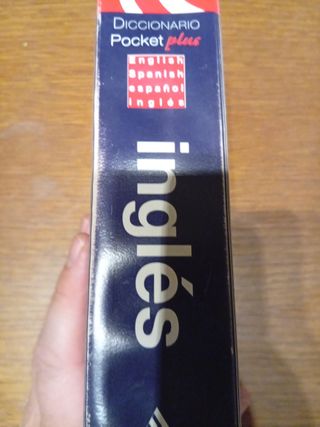 DICCIONARIO
Pocket plus
English
Spanish
español
inglés
inglés